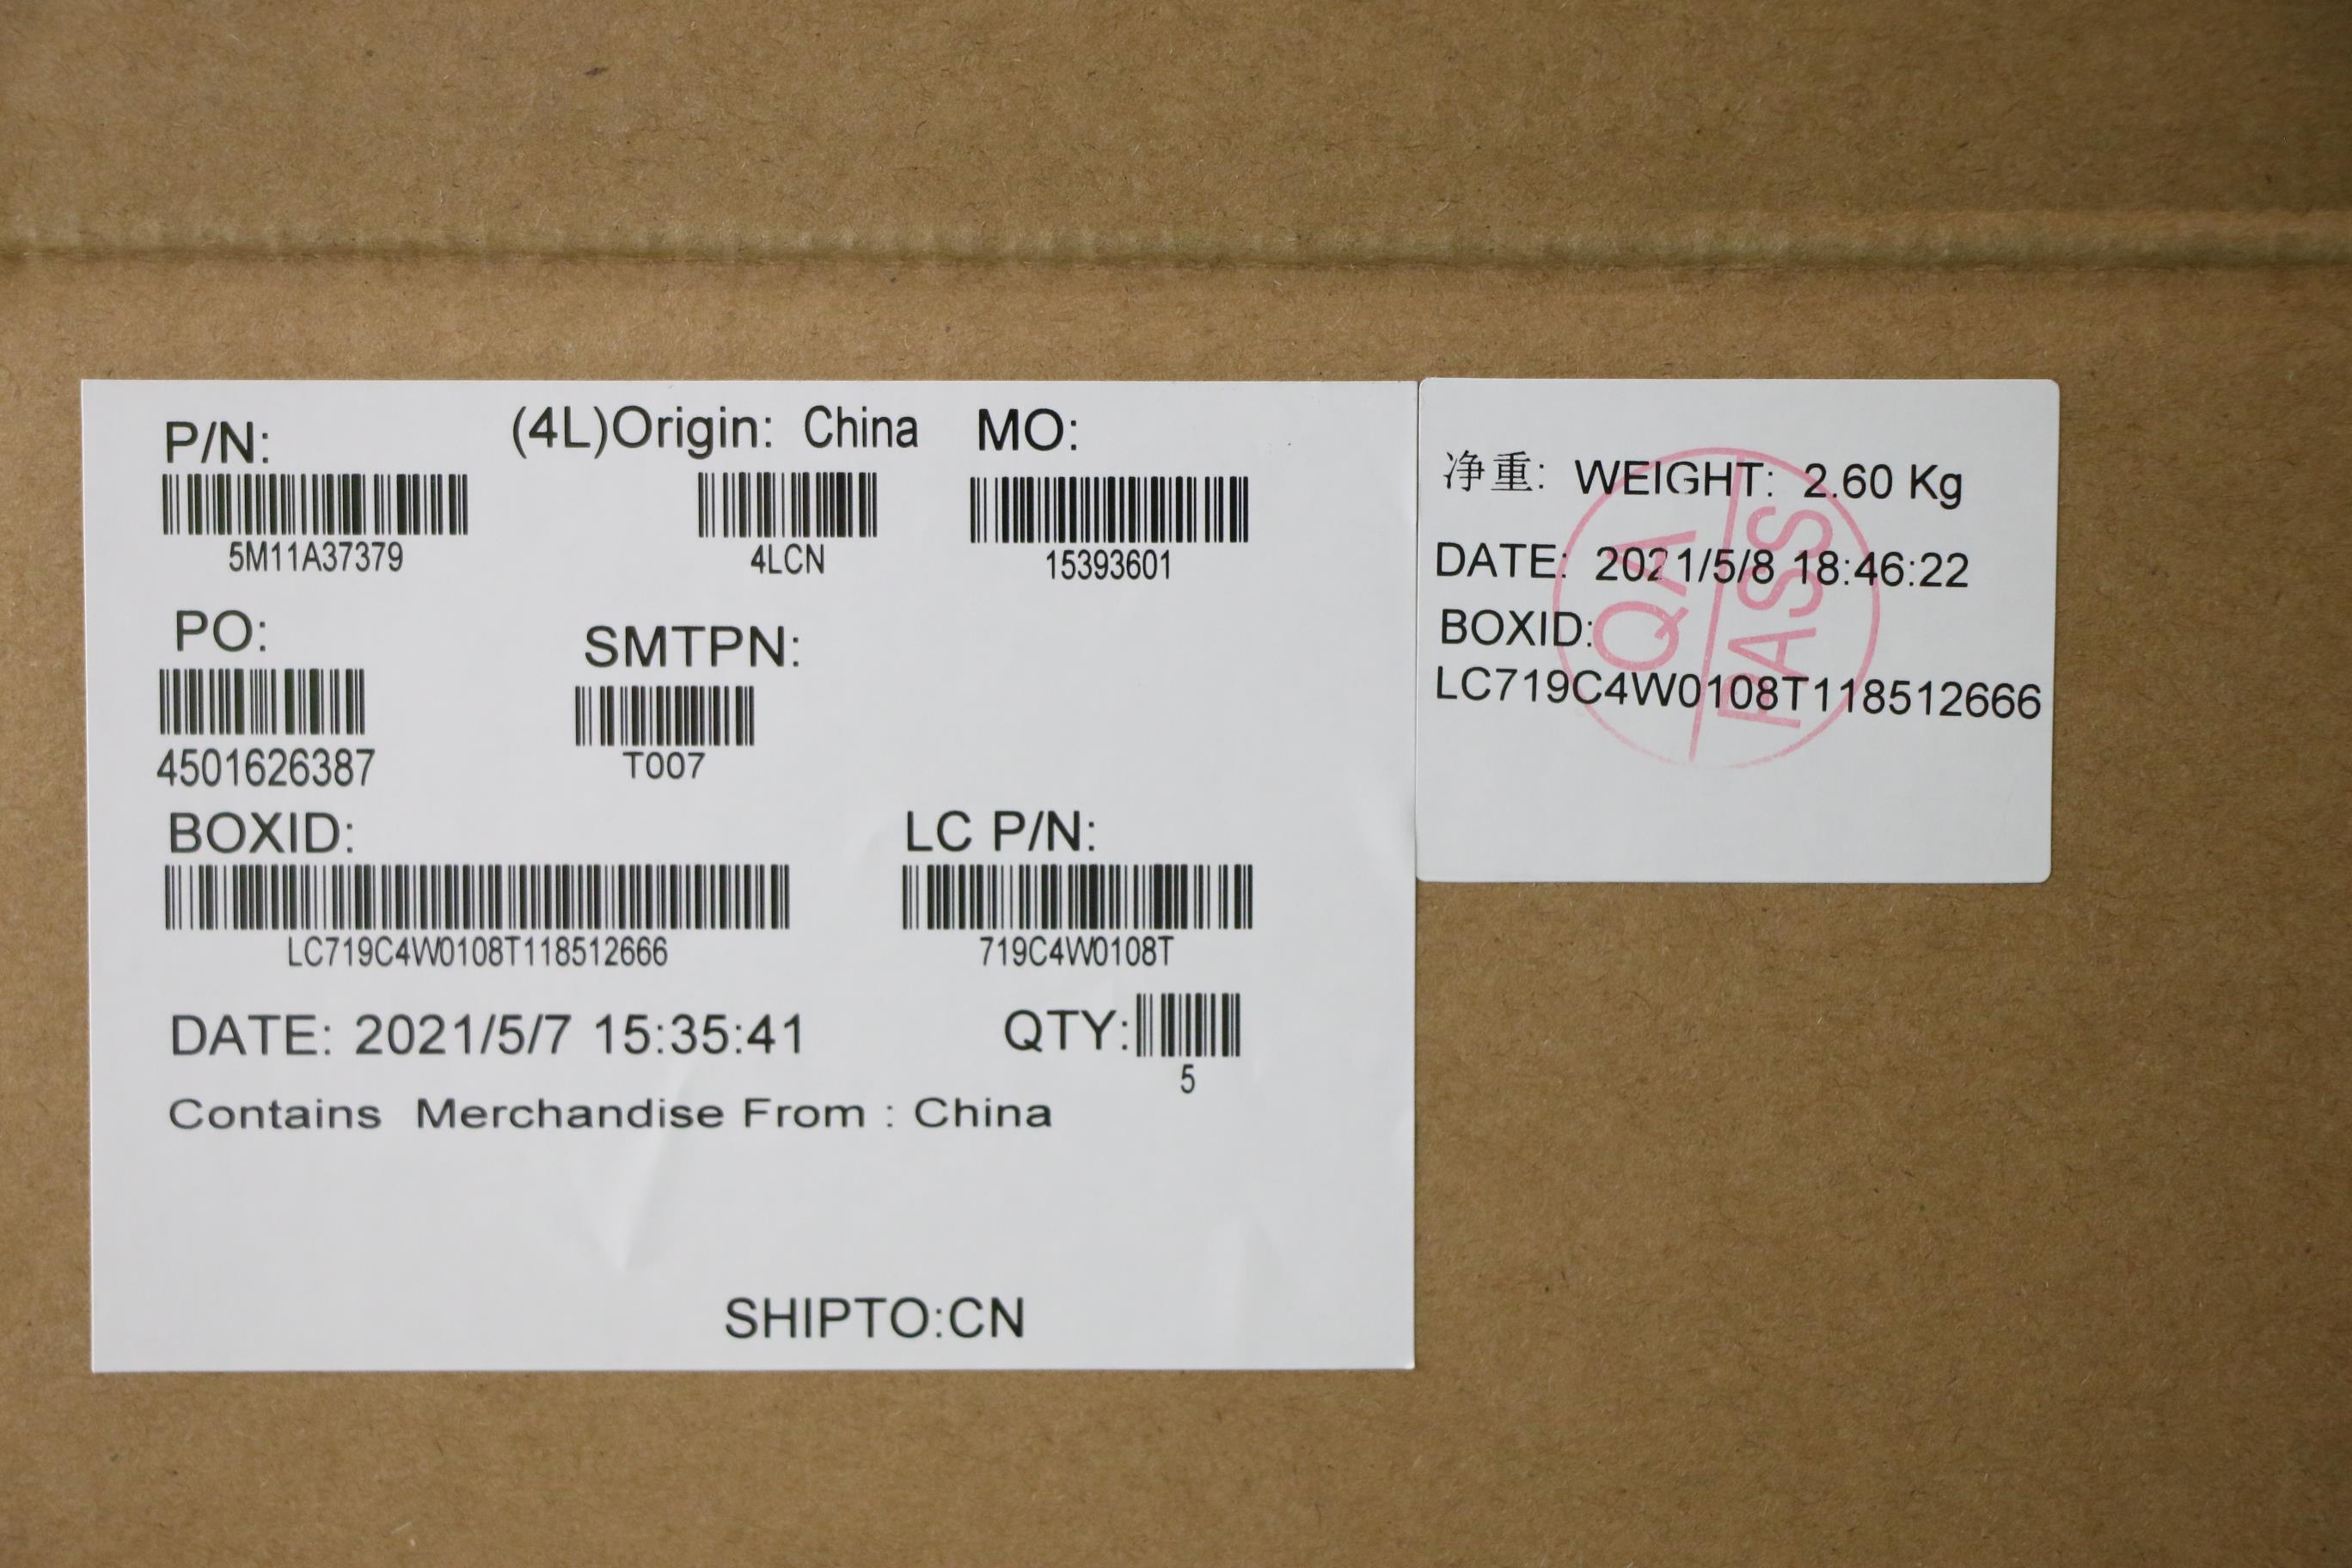 P/N:
(4L)Origin: China
MO:
5M11A37379
4LCN
15393601
PO:
SMTPN:
4501626387
T007
BOXID:
LC P/N:
LC719C4W0108T118512666
719C4W0108T
DATE: 2021/5/7 15:35:41
QTY:
5
Contains Merchandise From : China
SHIPTO:CN
净重: WEIGHT: 2.60 Kg
DATE: 2021/5/8 18:46:22
BOXID:
LC719C4W0108T118512666
QA
PASS